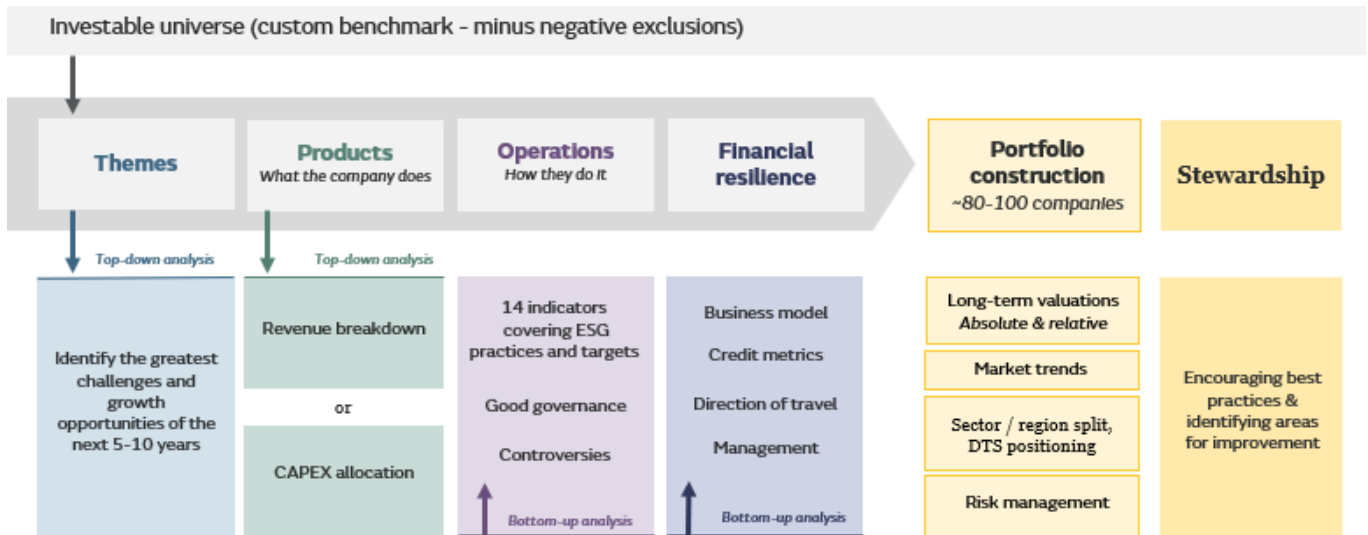 Investable universe (custom benchmark - minus negative exclusions)
Themes
Products
What the company does
Operations
How they do it
Financial
resilience
Portfolio
construction
~80-100 companies
Stewardship
Top-down analysis
Top-down analysis
Identify the greatest
challenges and
growth
opportunities of the
next 5-10 years
Revenue breakdown
or
CAPEX allocation
14 indicators
covering ESG
practices and targets
Good governance
Controversies
Bottom-up analysis
Business model
Credit metrics
Direction of travel
Management
Bottom-up analysis
Long-term valuations
Absolute & relative
Market trends
Sector / region split,
DTS positioning
Risk management
Encouraging best
practices &
identifying areas
for improvement